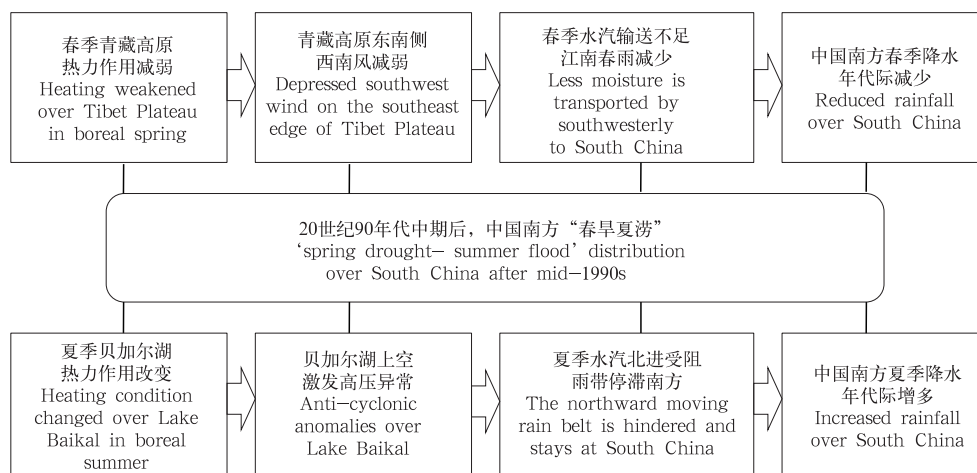 春季青藏高原
热力作用减弱
Heating weakened
over Tibet Plateau
in boreal spring
青藏高原东南侧
西南风减弱
Depressed southwest
wind on the southeast
edge of Tibet Plateau
春季水汽输送不足
江南春雨减少
Less moisture is
transported by
southwesterly
to South China
中国南方春季降水
年代际减少
Reduced rainfall
over South China
20世纪90年代中期后，中国南方“春旱夏涝”
‘spring drought— summer flood’ distribution
over South China after mid—1990s
夏季贝加尔湖
热力作用改变
Heating condition
changed over Lake
Baikal in boreal
summer
贝加尔湖上空
激发高压异常
Anti—cyclonic
anomalies over
Lake Baikal
夏季水汽北进受阻
雨带停滞南方
The northward moving
rain belt is hindered and
stays at South China
中国南方夏季降水
年代际增多
Increased rainfall
over South China